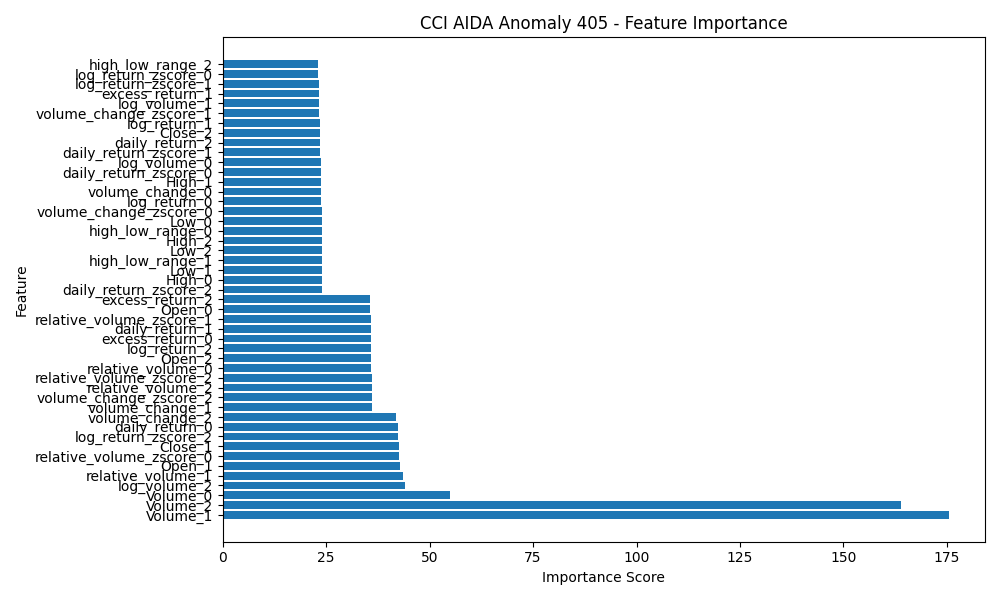 CCI AIDA Anomaly 405 - Feature Importance
high_low_range_2
log_return_zscore_0
log_return_zscore_1
excess_return_1
log_volume_1
volume_change_zscore_1
log_return_1
Close_2
daily_return_2
daily_return_zscore_1
log_volume_0
daily_return_zscore_0
High_1
volume_change_0
log_return_0
volume_change_zscore_0
Low_0
high_low_range_0
High_2
Low_2
high_low_range_1
Low_1
High_0
daily_return_zscore_2
excess_return_2
Open_0
relative_volume_zscore_1
daily_return_1
excess_return_0
log_return_2
Open_2
relative_volume_0
relative_volume_zscore_2
relative_volume_2
volume_change_zscore_2
volume_change_1
volume_change_2
daily_return_0
log_return_zscore_2
Close_1
relative_volume_zscore_0
Open_1
relative_volume_1
log_volume_2
Volume_0
Volume_2
Volume_1
Feature
0 25 50 75 100 125 150 175
Importance Score